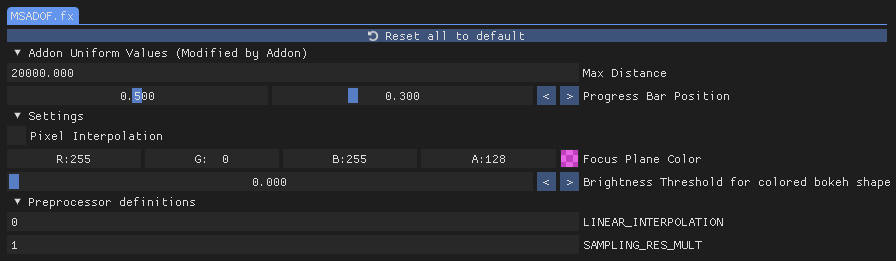 MSADOF.fx
Reset all to default
Addon Uniform Values (Modified by Addon)
20000.000 Max Distance
0.500 0.300 < > Progress Bar Position
Settings
Pixel Interpolation
R:255 G: 0 B:255 A:128 Focus Plane Color
0.000 < > Brightness Threshold for colored bokeh shape
Preprocessor definitions
0 LINEAR_INTERPOLATION
1 SAMPLING_RES_MULT